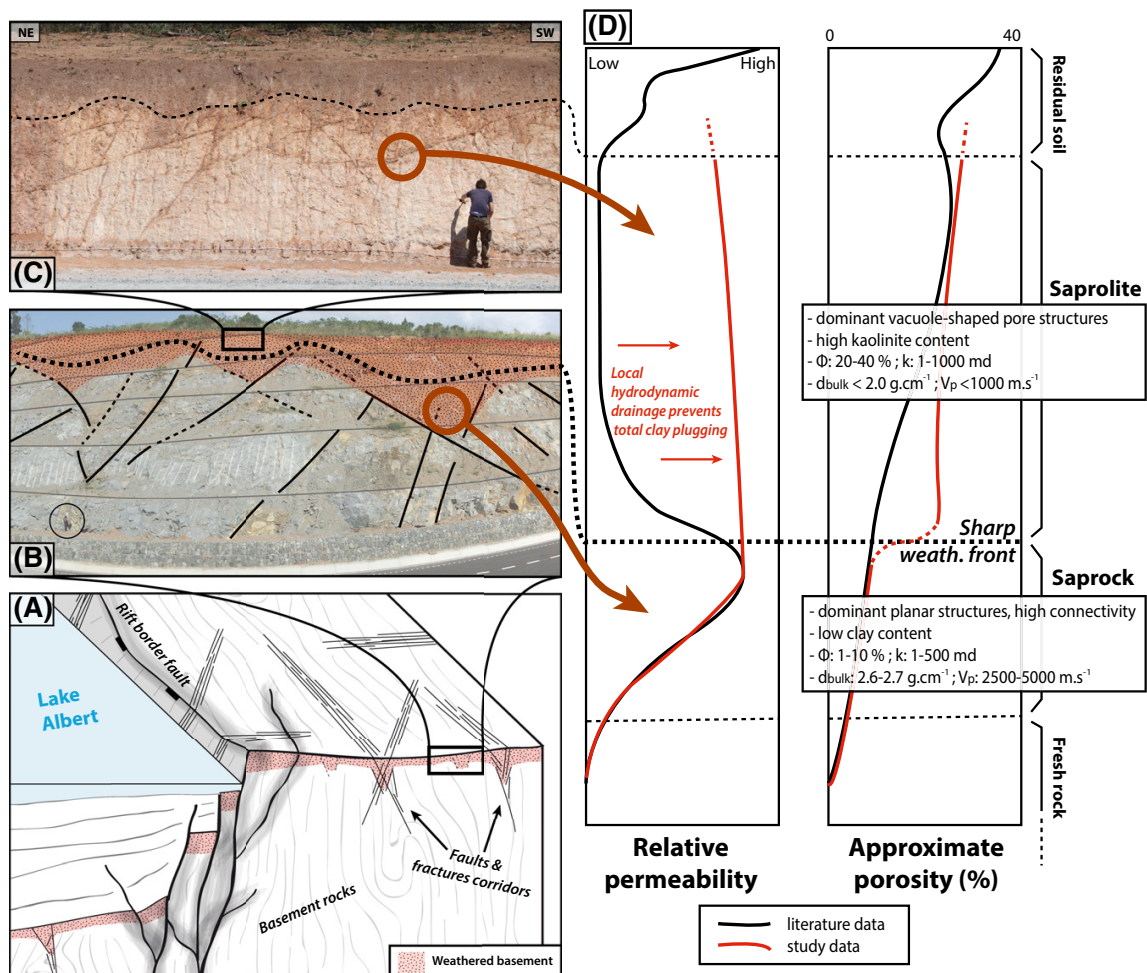 NE
SW
(C)
(B)
(A)
Rift border fault
Lake
Albert
Faults &
fractures corridors
Basement rocks
Weathered basement
(D)
Low
High
Local
hydrodynamic
drainage prevents
total clay plugging
Relative
permeability
0
40
Approximate
porosity (%)
Residual soil
Saprolite
- dominant vacuole-shaped pore structures
- high kaolinite content
- Φ: 20-40 % ; k: 1-1000 md
- dbulk < 2.0 g.cm⁻¹ ; Vp <1000 m.s⁻¹
Sharp
weath. front
Saprock
- dominant planar structures, high connectivity
- low clay content
- Φ: 1-10 % ; k: 1-500 md
- dbulk: 2.6-2.7 g.cm⁻¹ ; Vp: 2500-5000 m.s⁻¹
Fresh rock
literature data
study data